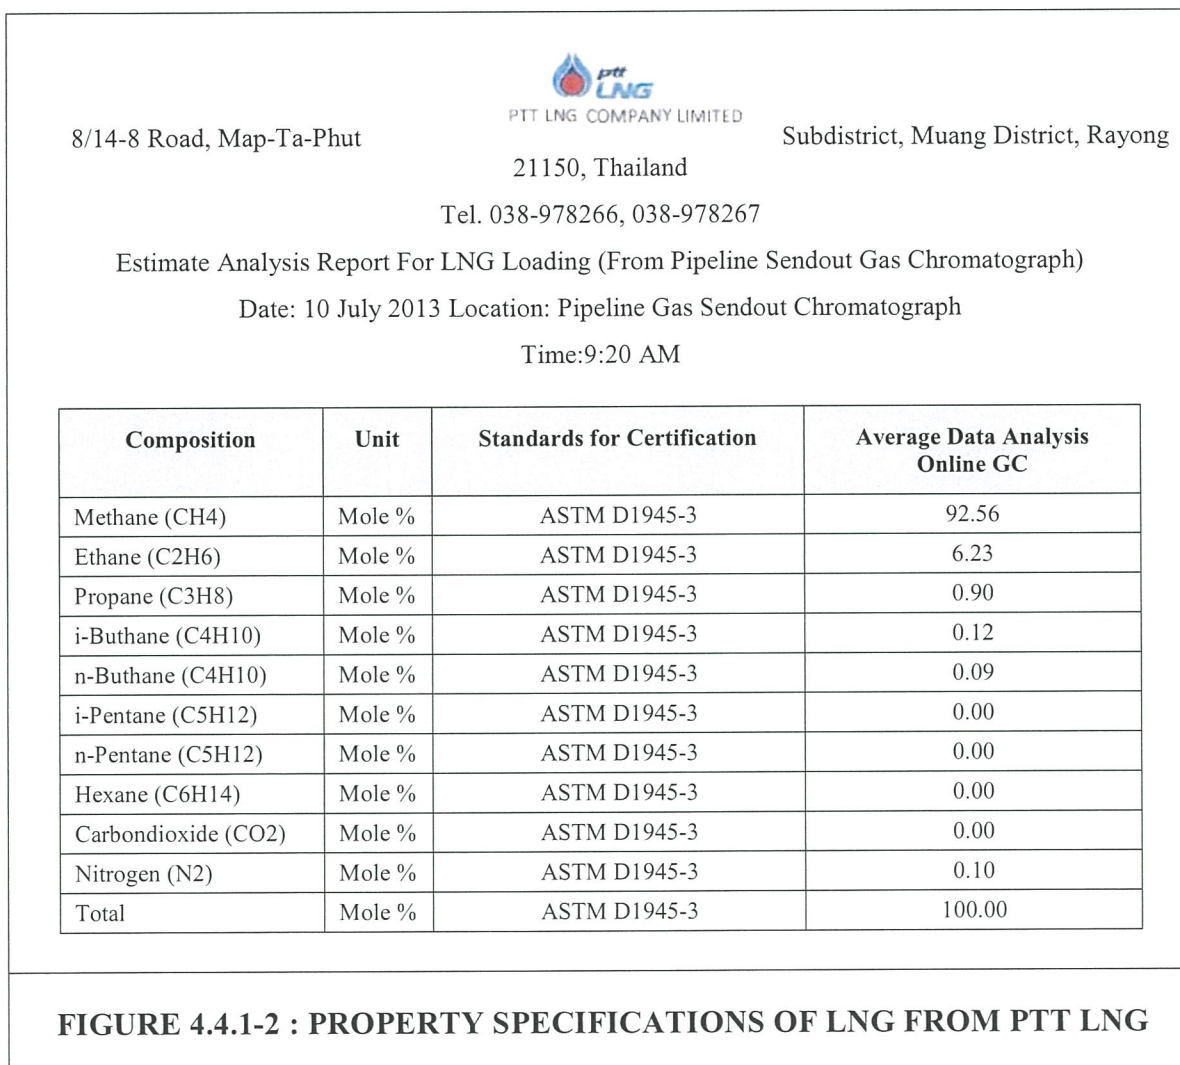 ptt
LNG
PTT LNG COMPANY LIMITED
8/14-8 Road, Map-Ta-Phut Subdistrict, Muang District, Rayong
21150, Thailand
Tel. 038-978266, 038-978267
Estimate Analysis Report For LNG Loading (From Pipeline Sendout Gas Chromatograph)
Date: 10 July 2013 Location: Pipeline Gas Sendout Chromatograph
Time:9:20 AM
Composition Unit Standards for Certification Average Data Analysis
Online GC
Methane (CH4) Mole % ASTM D1945-3 92.56
Ethane (C2H6) Mole % ASTM D1945-3 6.23
Propane (C3H8) Mole % ASTM D1945-3 0.90
i-Buthane (C4H10) Mole % ASTM D1945-3 0.12
n-Buthane (C4H10) Mole % ASTM D1945-3 0.09
i-Pentane (C5H12) Mole % ASTM D1945-3 0.00
n-Pentane (C5H12) Mole % ASTM D1945-3 0.00
Hexane (C6H14) Mole % ASTM D1945-3 0.00
Carbondioxide (CO2) Mole % ASTM D1945-3 0.00
Nitrogen (N2) Mole % ASTM D1945-3 0.10
Total Mole % ASTM D1945-3 100.00
FIGURE 4.4.1-2 : PROPERTY SPECIFICATIONS OF LNG FROM PTT LNG